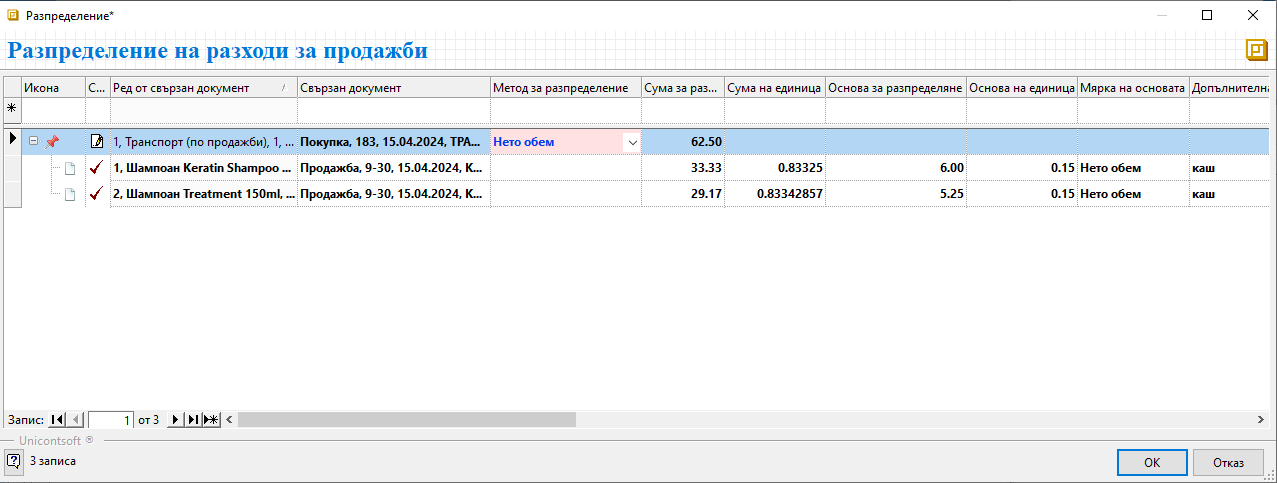 Разпределение*
Разпределение на разходи за продажби
Икона С... Ред от свързан документ Свързан документ Метод за разпределение Сума за раз... Сума на единица Основа за разпределяне Основа на единица Мярка на основата Допълнителна
1, Транспорт (по продажби), 1, ... Покупка, 183, 15.04.2024, ТРА... Нето обем 62.50
1, Шампоан Keratin Shampoo ... Продажба, 9-30, 15.04.2024, К... 33.33 0.83325 6.00 0.15 Нето обем каш
2, Шампоан Treatment 150ml, ... Продажба, 9-30, 15.04.2024, К... 29.17 0.83342857 5.25 0.15 Нето обем каш
Запис: 1 от 3
Unicontsoft ®
3 записа
ОК Отказ